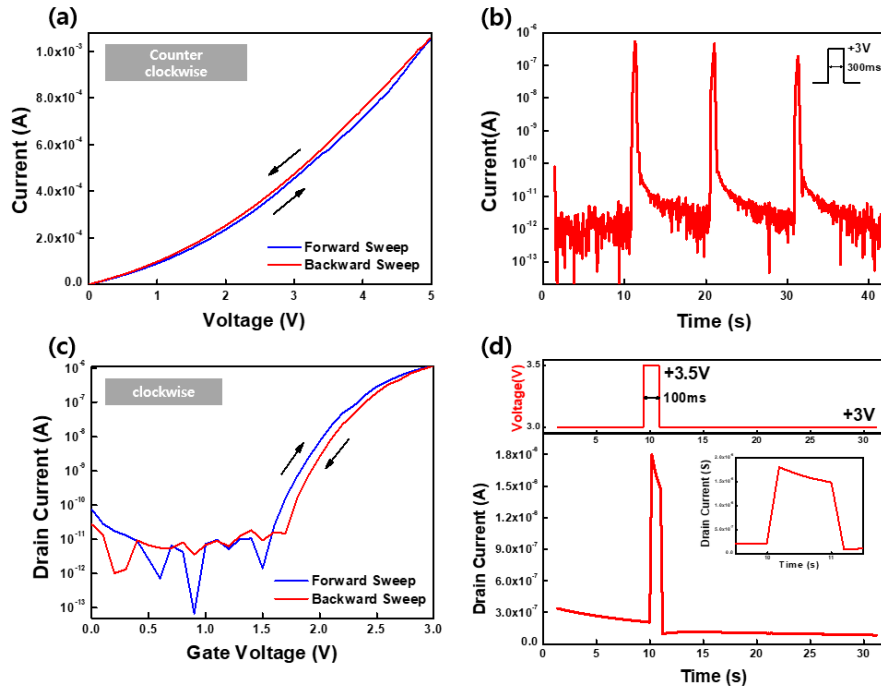 (a)
Counter
clockwise
Current (A)
1.0x10⁻³
8.0x10⁻⁴
6.0x10⁻⁴
4.0x10⁻⁴
2.0x10⁻⁴
0.0
Forward Sweep
Backward Sweep
0 1 2 3 4 5
Voltage (V)
(b)
Current(A)
10⁻⁶
10⁻⁷
10⁻⁸
10⁻⁹
10⁻¹⁰
10⁻¹¹
10⁻¹²
10⁻¹³
+3V
300ms
0 10 20 30 40
Time (s)
(c)
clockwise
Drain Current (A)
10⁻⁶
10⁻⁷
10⁻⁸
10⁻⁹
10⁻¹⁰
10⁻¹¹
10⁻¹²
10⁻¹³
Forward Sweep
Backward Sweep
0.0 0.5 1.0 1.5 2.0 2.5 3.0
Gate Voltage (V)
(d)
Voltage(V)
3.5
3.0
+3.5V
100ms
+3V
5 10 15 20 25 30
Drain Current (A)
1.8x10⁻⁶
1.5x10⁻⁶
9.0x10⁻⁷
6.0x10⁻⁷
3.0x10⁻⁷
0.0
Drain Current (S)
0.0
10 11
Time (s)
0 5 10 15 20 25 30
Time (s)